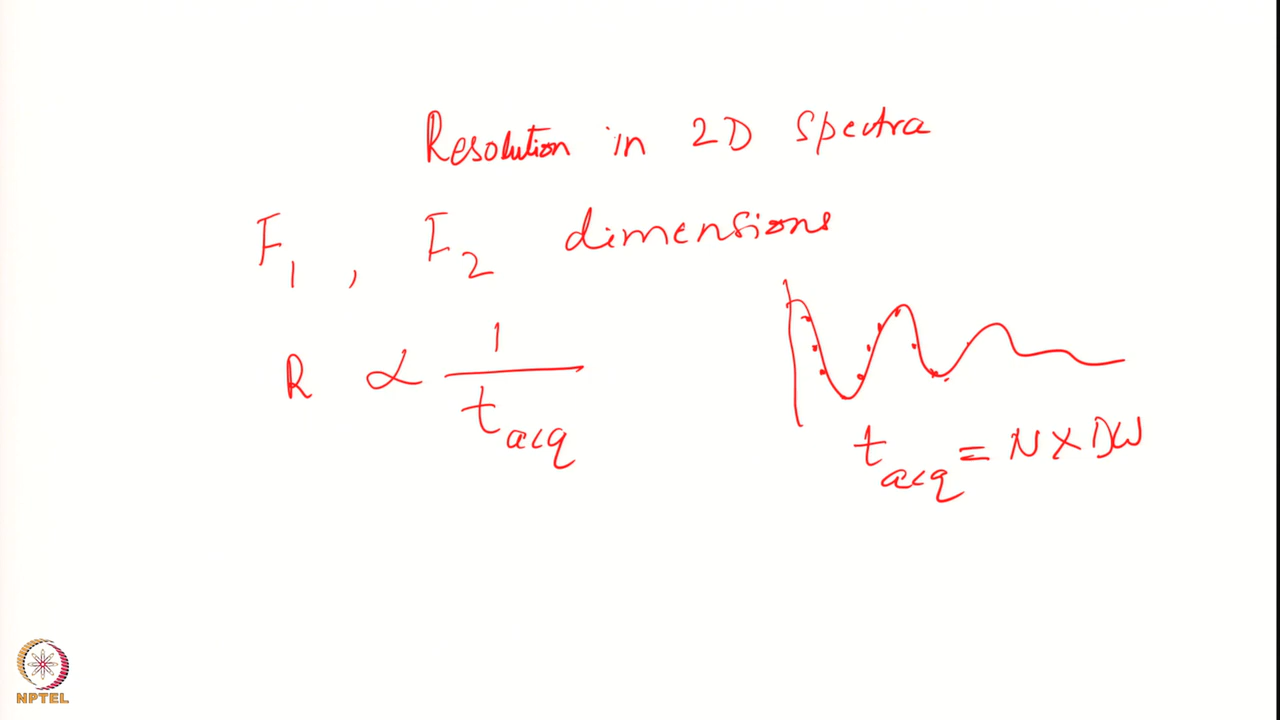 Resolution in 2D Spectra
F1, F2 dimensions
R ∝ 1/tacq
tacq = N X DW
NPTEL